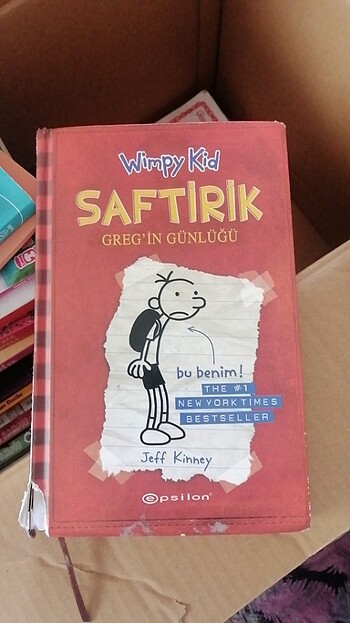 Wimpy Kid
SAFTİRİK
GREG'İN GÜNLÜĞÜ
bu benim!
THE #1
NEW YORK TIMES
BESTSELLER
Jeff Kinney
epsilon